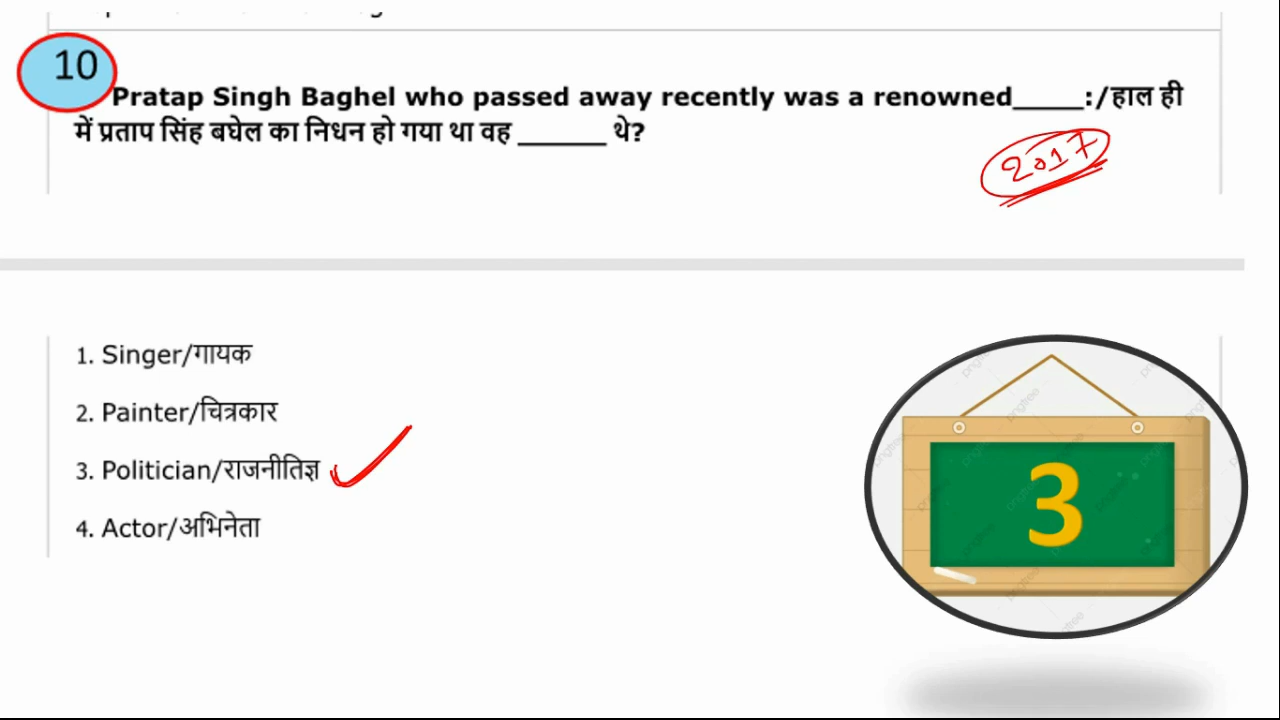 10
Pratap Singh Baghel who passed away recently was a renowned____:/हाल ही
में प्रताप सिंह बघेल का निधन हो गया था वह ______ थे?
2017
1. Singer/गायक
2. Painter/चित्रकार
3. Politician/राजनीतिज्ञ
4. Actor/अभिनेता
3